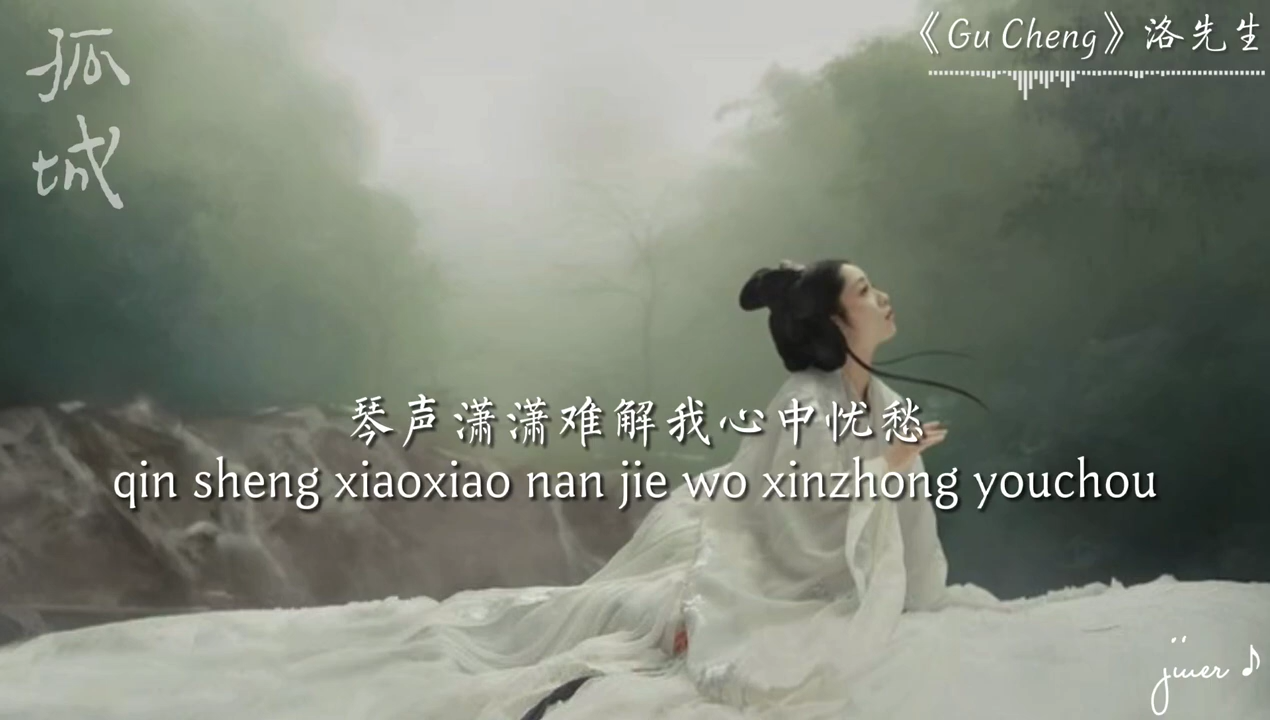 孤
城
《Gu Cheng》洛先生
琴声潇潇难解我心中忧愁
qin sheng xiaoxiao nan jie wo xinzhong youchou
jwer